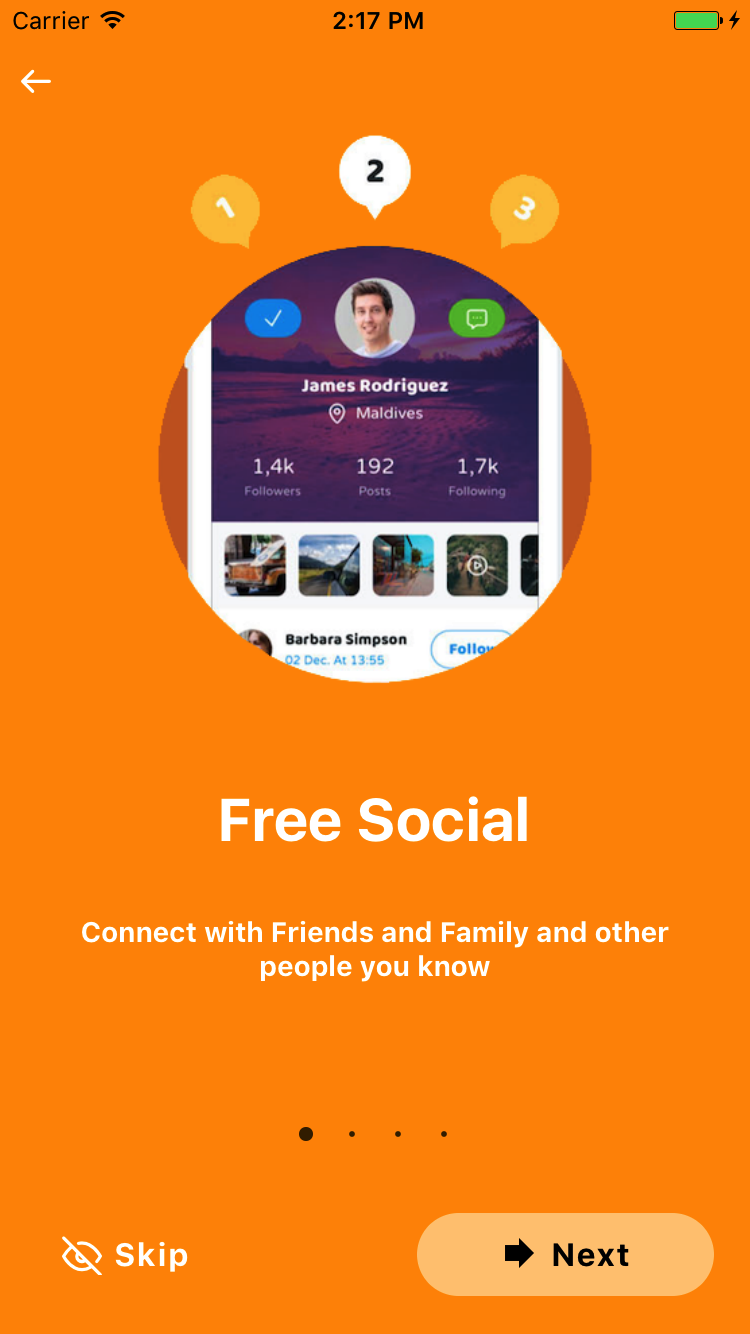 Carrier 2:17 PM
2
1 3
James Rodriguez
Maldives
1,4k 192 1,7k
Followers Posts Following
Barbara Simpson
02 Dec. At 13:55
Follow
Free Social
Connect with Friends and Family and other
people you know
Skip Next